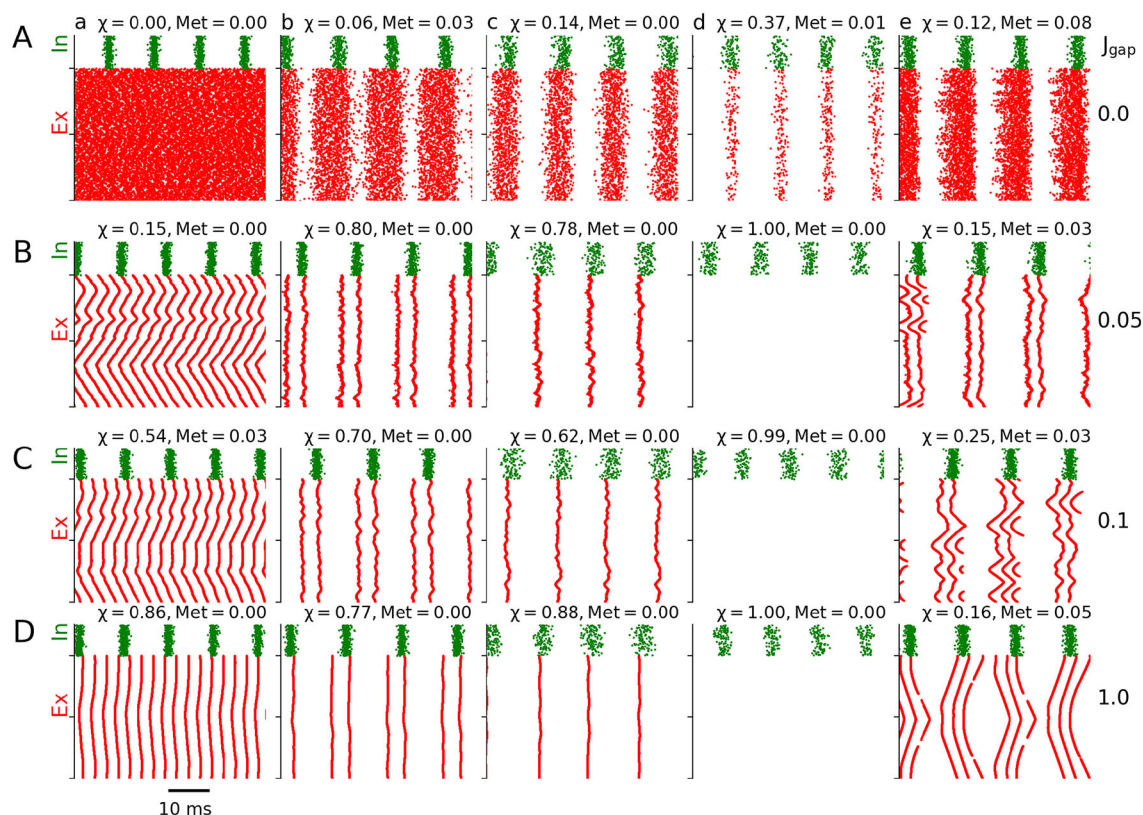 A
a
χ = 0.00, Met = 0.00
b
χ = 0.06, Met = 0.03
c
χ = 0.14, Met = 0.00
d
χ = 0.37, Met = 0.01
e
χ = 0.12, Met = 0.08
In
Ex
Jgap
0.0
B
χ = 0.15, Met = 0.00
χ = 0.80, Met = 0.00
χ = 0.78, Met = 0.00
χ = 1.00, Met = 0.00
χ = 0.15, Met = 0.03
In
Ex
0.05
C
χ = 0.54, Met = 0.03
χ = 0.70, Met = 0.00
χ = 0.62, Met = 0.00
χ = 0.99, Met = 0.00
χ = 0.25, Met = 0.03
In
Ex
0.1
D
χ = 0.86, Met = 0.00
χ = 0.77, Met = 0.00
χ = 0.88, Met = 0.00
χ = 1.00, Met = 0.00
χ = 0.16, Met = 0.05
In
Ex
1.0
10 ms